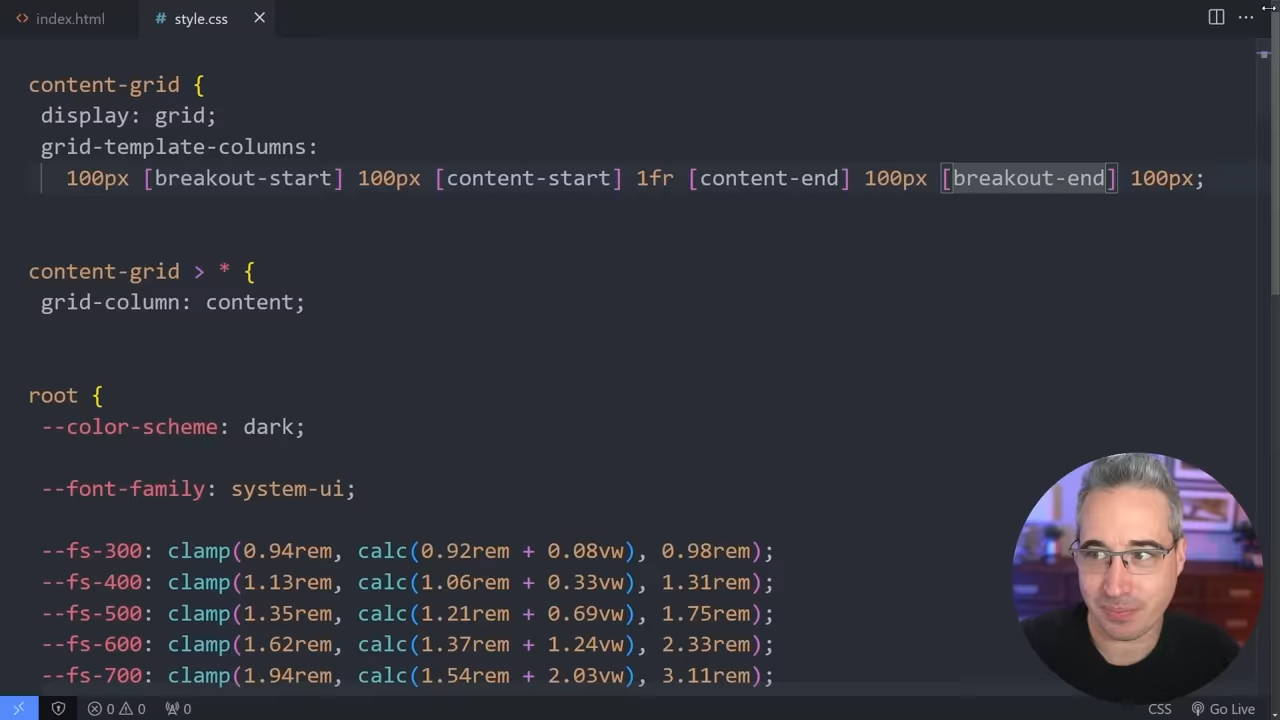 index.html
style.css
content-grid {
display: grid;
grid-template-columns:
100px [breakout-start] 100px [content-start] 1fr [content-end] 100px [breakout-end] 100px;
content-grid > * {
grid-column: content;
root {
--color-scheme: dark;
--font-family: system-ui;
--fs-300: clamp(0.94rem, calc(0.92rem + 0.08vw), 0.98rem);
--fs-400: clamp(1.13rem, calc(1.06rem + 0.33vw), 1.31rem);
--fs-500: clamp(1.35rem, calc(1.21rem + 0.69vw), 1.75rem);
--fs-600: clamp(1.62rem, calc(1.37rem + 1.24vw), 2.33rem);
--fs-700: clamp(1.94rem, calc(1.54rem + 2.03vw), 3.11rem);
0 0 0 CSS Go Live